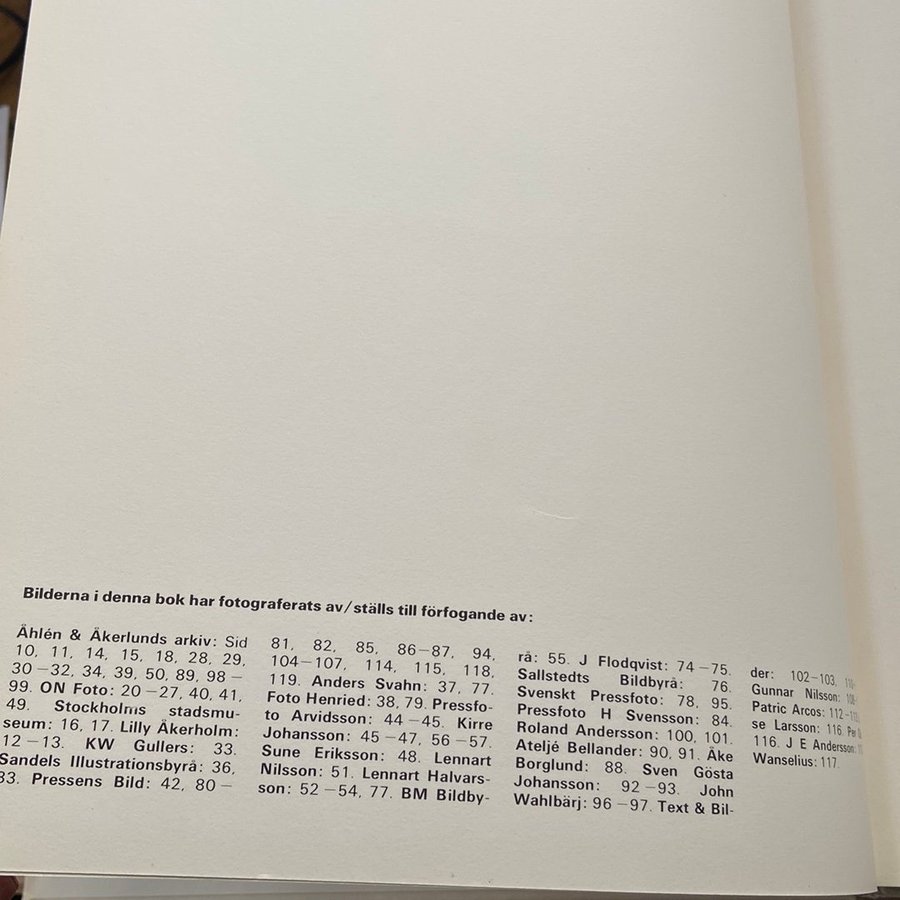 Bilderna i denna bok har fotograferats av/ställs till förfogande av:
Åhlén & Åkerlunds arkiv: Sid
10, 11, 14, 15, 18, 28, 29,
30–32, 34, 39, 50, 89, 98–
99. ON Foto: 20–27, 40, 41,
49. Stockholms stadsmu-
seum: 16, 17. Lilly Åkerholm:
12–13. KW Gullers: 33.
Sandels Illustrationsbyrå: 36,
83. Pressens Bild: 42, 80–
81, 82, 85, 86–87, 94,
104–107, 114, 115, 118,
119. Anders Svahn: 37, 77.
Foto Henried: 38, 79. Pressfo-
to Arvidsson: 44–45. Kirre
Johansson: 45–47, 56–57.
Sune Eriksson: 48. Lennart
Nilsson: 51. Lennart Halvars-
son: 52–54, 77. BM Bildby-
rå: 55. J Flodqvist: 74–75.
Sallstedts Bildbyrå: 76.
Svenskt Pressfoto: 78, 95.
Pressfoto H Svensson: 84.
Roland Andersson: 100, 101.
Ateljé Bellander: 90, 91. Åke
Borglund: 88. Sven Gösta
Johansson: 92–93. John
Wahlbärj: 96–97. Text & Bil-
der: 102–103,
Gunnar Nilsson:
Patric Arcos:
se Larsson: 116. Per
116. J E Andersson:
Wanselius: 117.